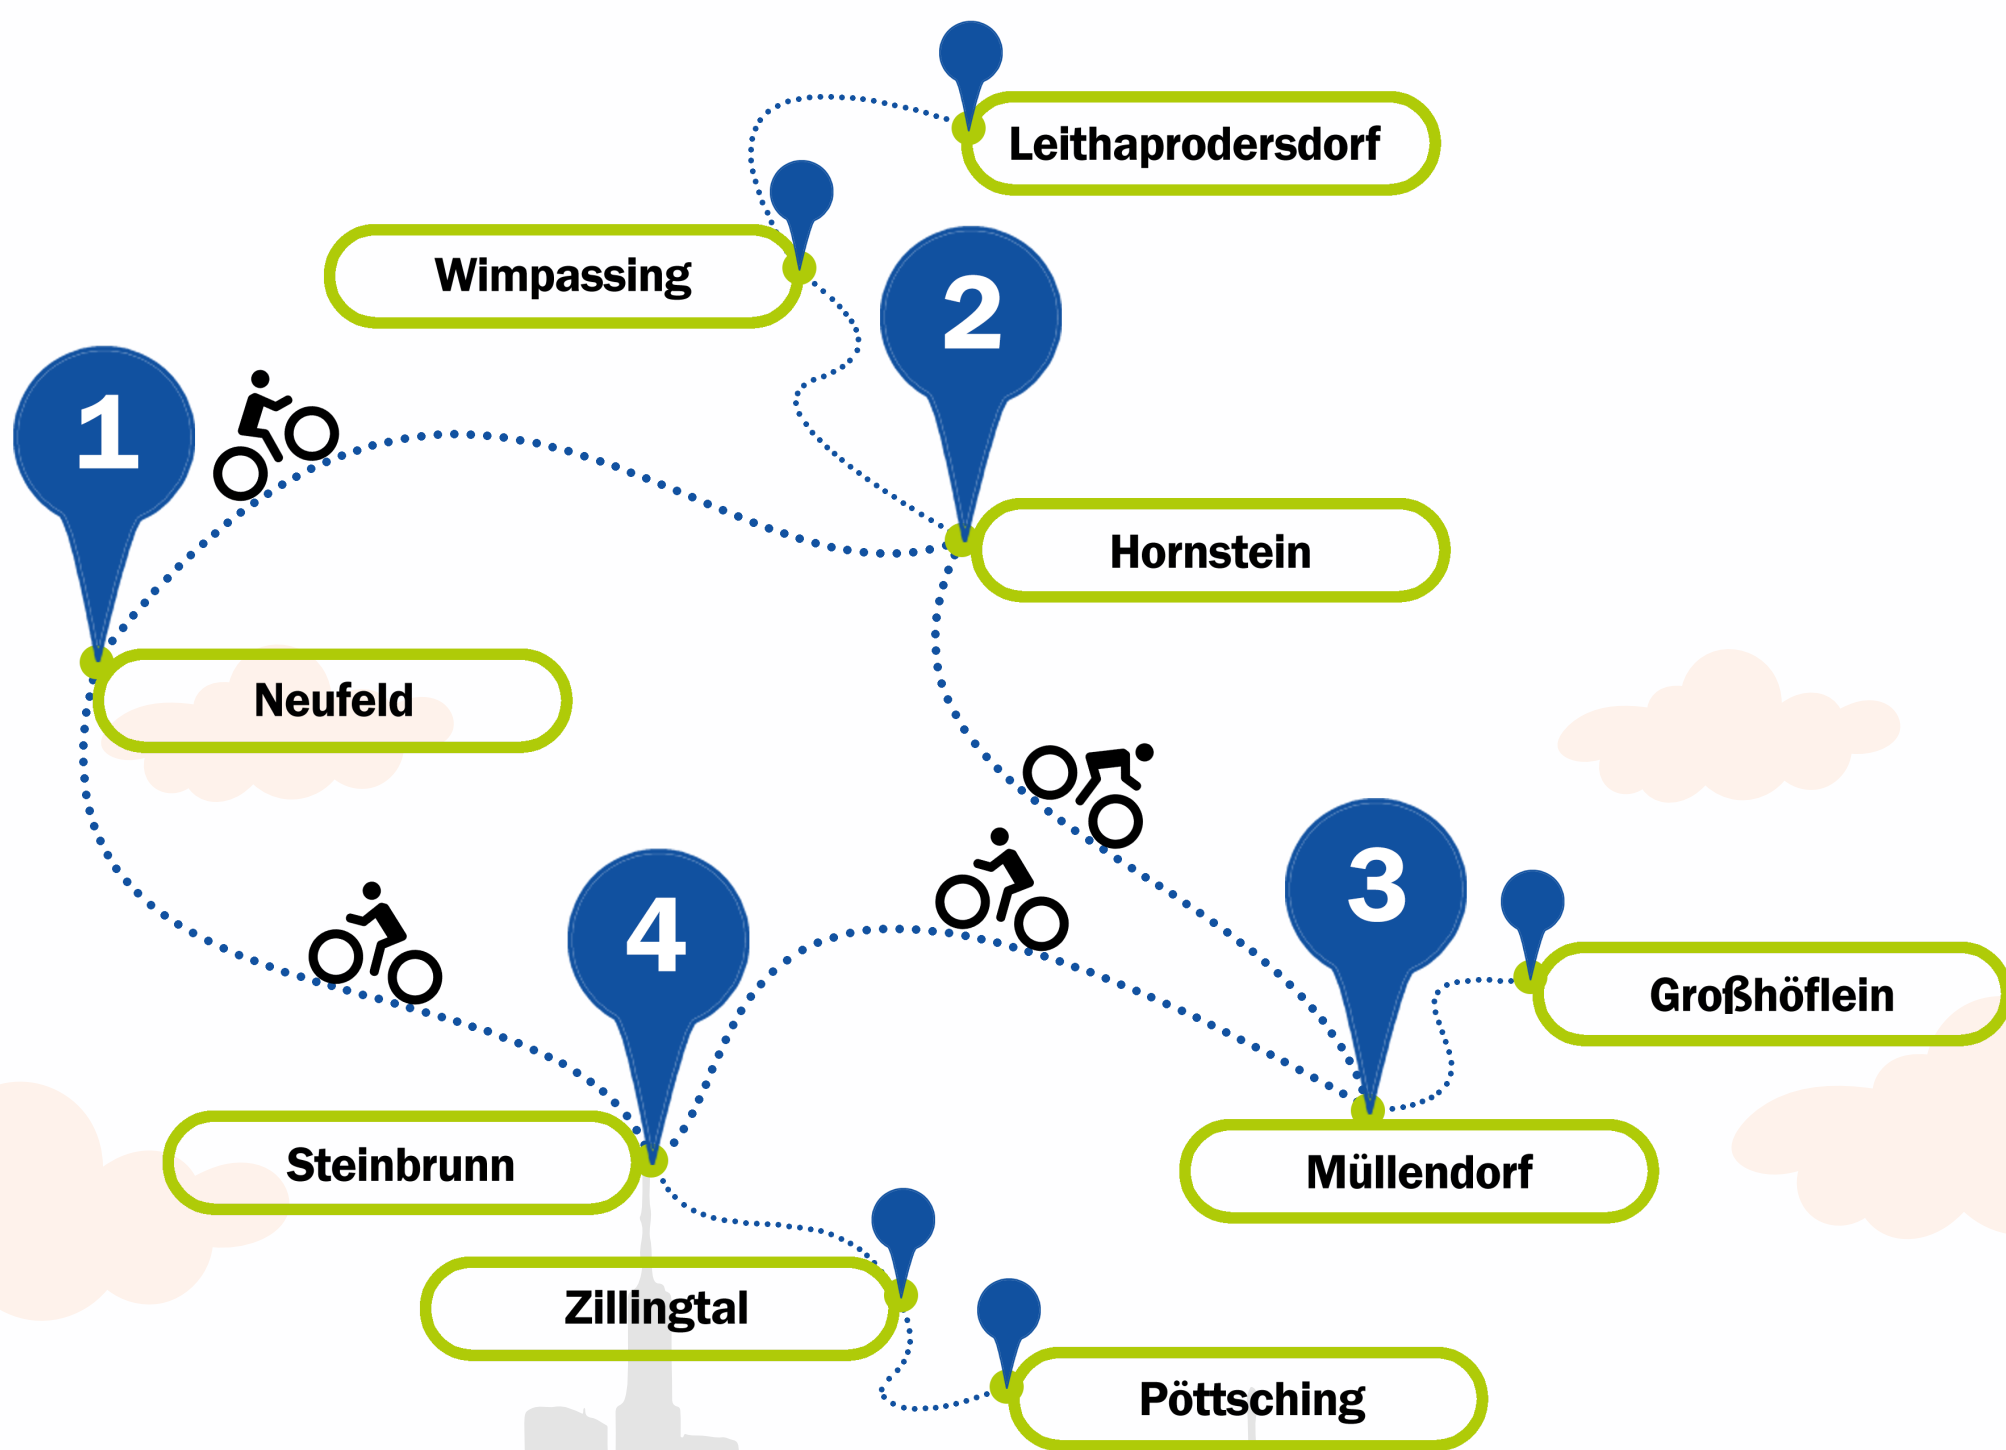 Leithaprodersdorf
Wimpassing
2
1
Hornstein
Neufeld
3
4
Großhöflein
Steinbrunn
Müllendorf
Zillingtal
Pöttsching